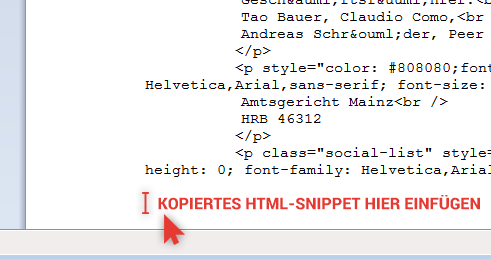 Gesch&auml;ftsf&uuml;hrer:<b
Tao Bauer, Claudio Como,<br
Andreas Schr&ouml;der, Peer
</p>
<p style="color: #808080;font
Helvetica,Arial,sans-serif; font-size:
Amtsgericht Mainz<br />
HRB 46312
</p>
<p class="social-list" style=
height: 0; font-family: Helvetica,Arial
KOPIERTES HTML-SNIPPET HIER EINFÜGEN